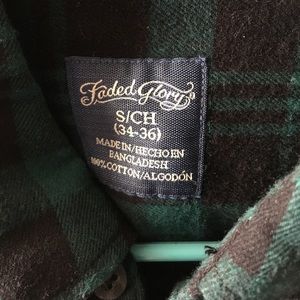 Faded Glory®
S/CH
(34-36)
MADE IN/HECHO EN
BANGLADESH
100% COTTON/ALGODÓN